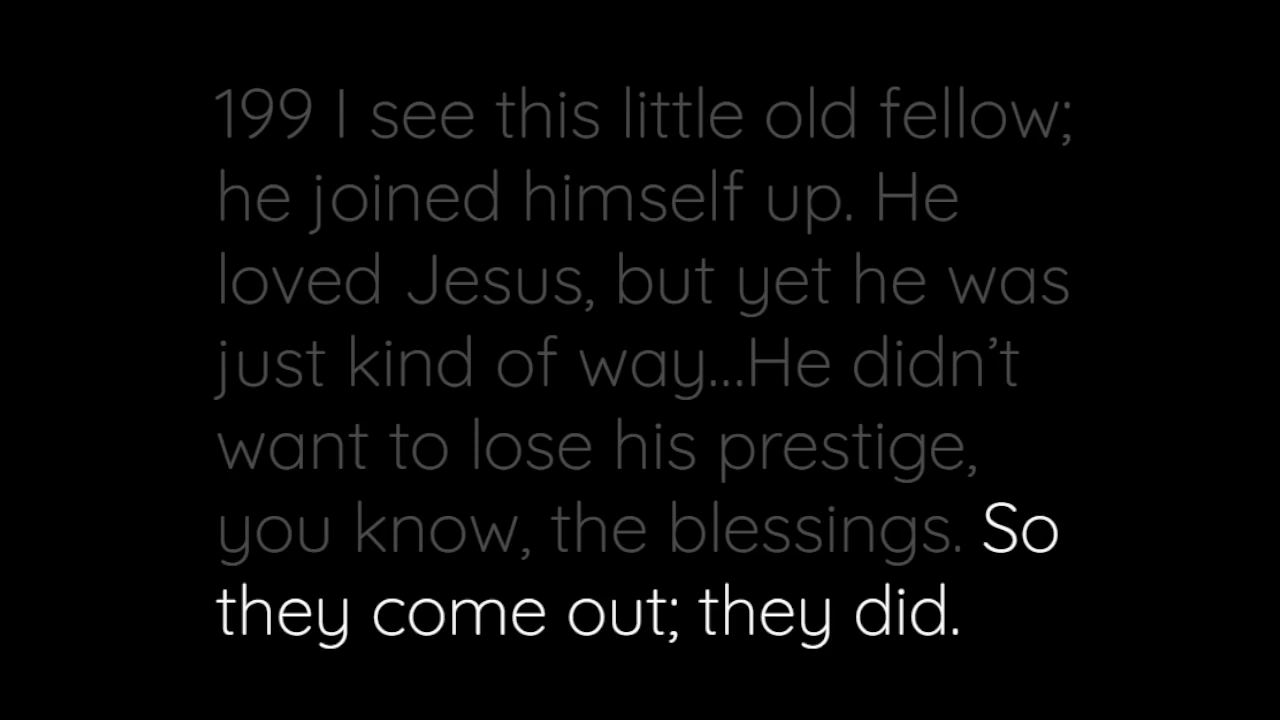 199 I see this little old fellow;
he joined himself up. He
loved Jesus, but yet he was
just kind of way...He didn’t
want to lose his prestige,
you know, the blessings. So
they come out; they did.